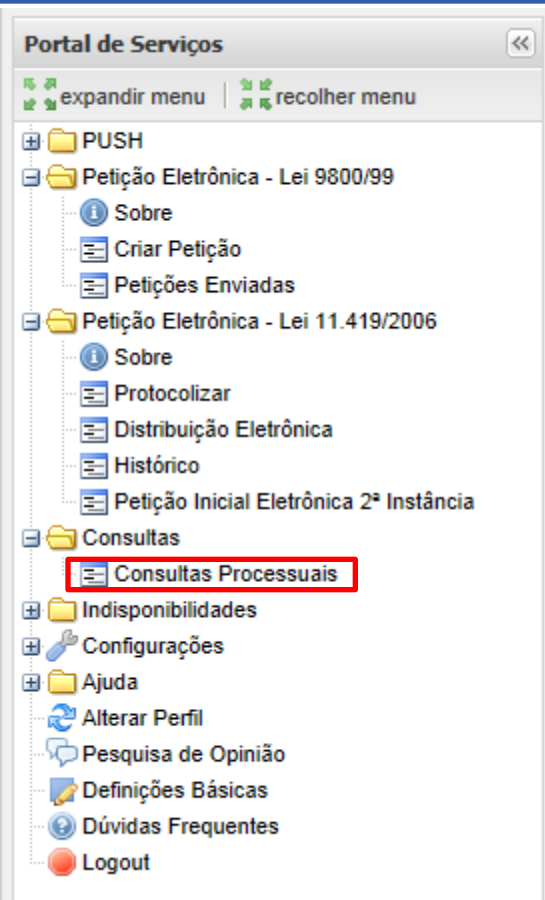 Portal de Serviços
expandir menu recolher menu
PUSH
Petição Eletrônica - Lei 9800/99
Sobre
Criar Petição
Petições Enviadas
Petição Eletrônica - Lei 11.419/2006
Sobre
Protocolizar
Distribuição Eletrônica
Histórico
Petição Inicial Eletrônica 2ª Instância
Consultas
Consultas Processuais
Indisponibilidades
Configurações
Ajuda
Alterar Perfil
Pesquisa de Opinião
Definições Básicas
Dúvidas Frequentes
Logout